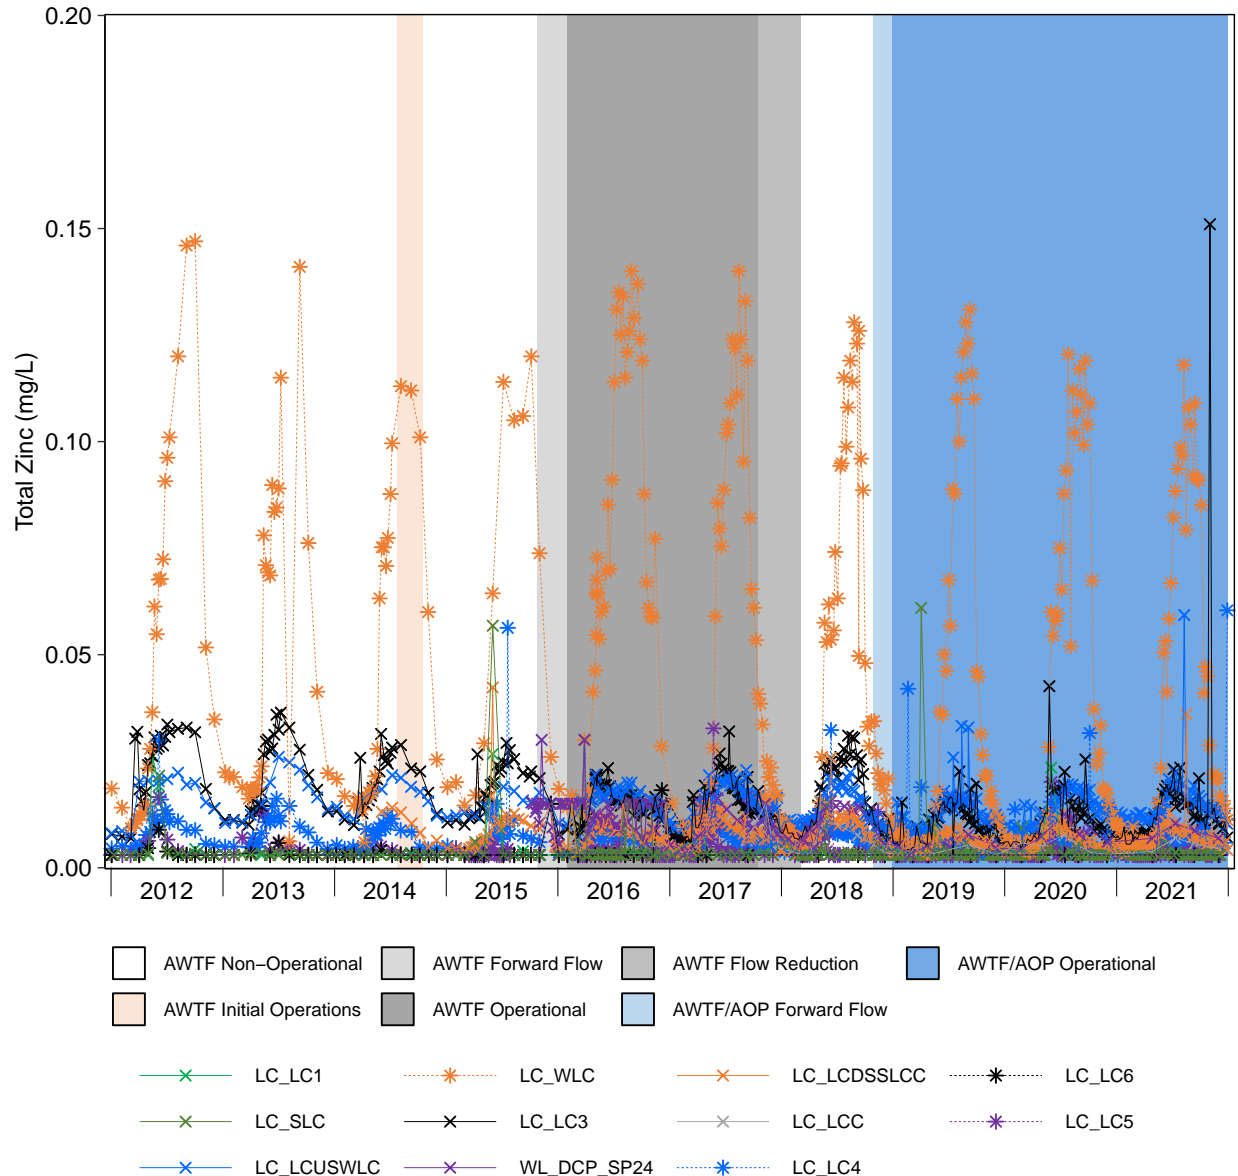 0.20
0.15
0.10
0.05
0.00
Total Zinc (mg/L)
2012 2013 2014 2015 2016 2017 2018 2019 2020 2021
AWTF Non−Operational AWTF Forward Flow AWTF Flow Reduction AWTF/AOP Operational
AWTF Initial Operations AWTF Operational AWTF/AOP Forward Flow
LC_LC1 LC_WLC LC_LCDSSLCC LC_LC6
LC_SLC LC_LC3 LC_LCC LC_LC5
LC_LCUSWLC WL_DCP_SP24 LC_LC4